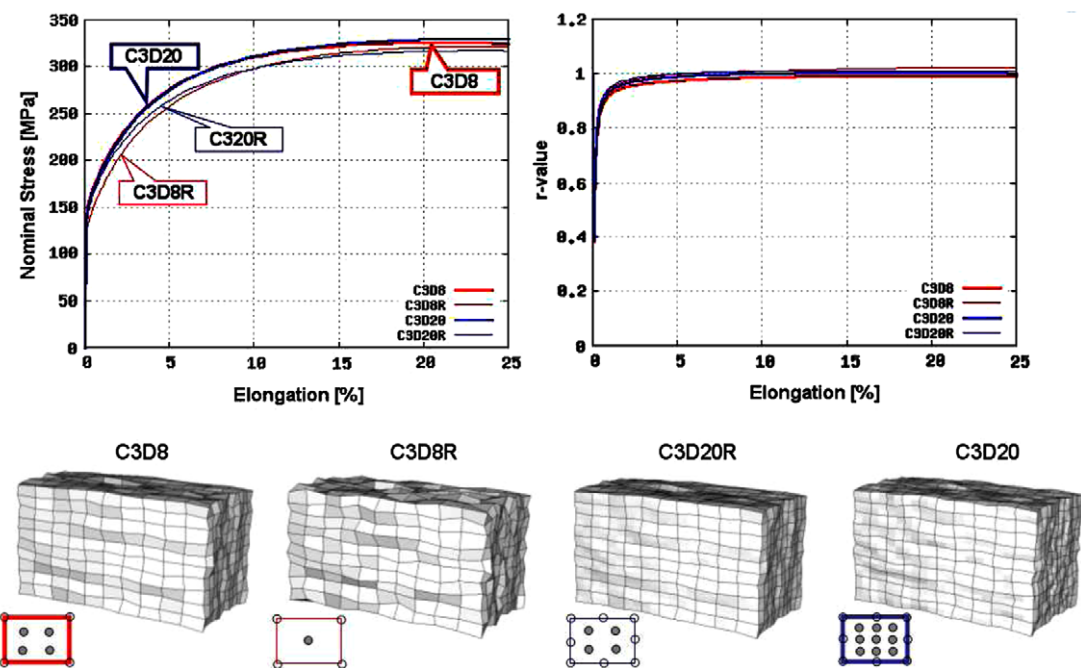 350
300
250
200
150
100
50
0
Nominal Stress [MPa]
C3D20
C3D8
C320R
C3D8R
C3D8
C3D8R
C3D20
C3D20R
0 5 10 15 20 25
Elongation [%]
1.2
1
0.8
0.6
0.4
0.2
0
r-value
C3D8
C3D8R
C3D20
C3D20R
0 5 10 15 20 25
Elongation [%]
C3D8 C3D8R C3D20R C3D20